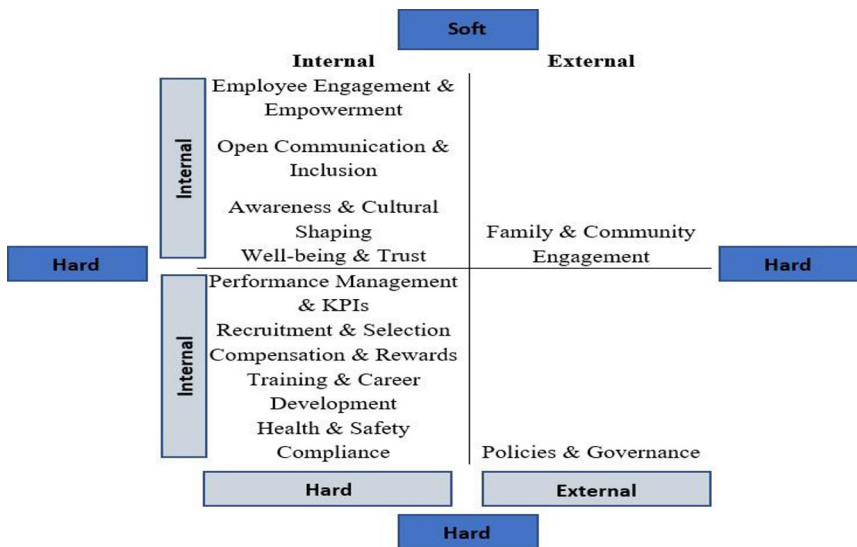 Soft
Internal
External
Internal
Employee Engagement &
Empowerment
Open Communication &
Inclusion
Awareness & Cultural
Shaping
Well-being & Trust
Family & Community
Engagement
Hard
Hard
Internal
Performance Management
& KPIs
Recruitment & Selection
Compensation & Rewards
Training & Career
Development
Health & Safety
Compliance
Policies & Governance
Hard
External
Hard